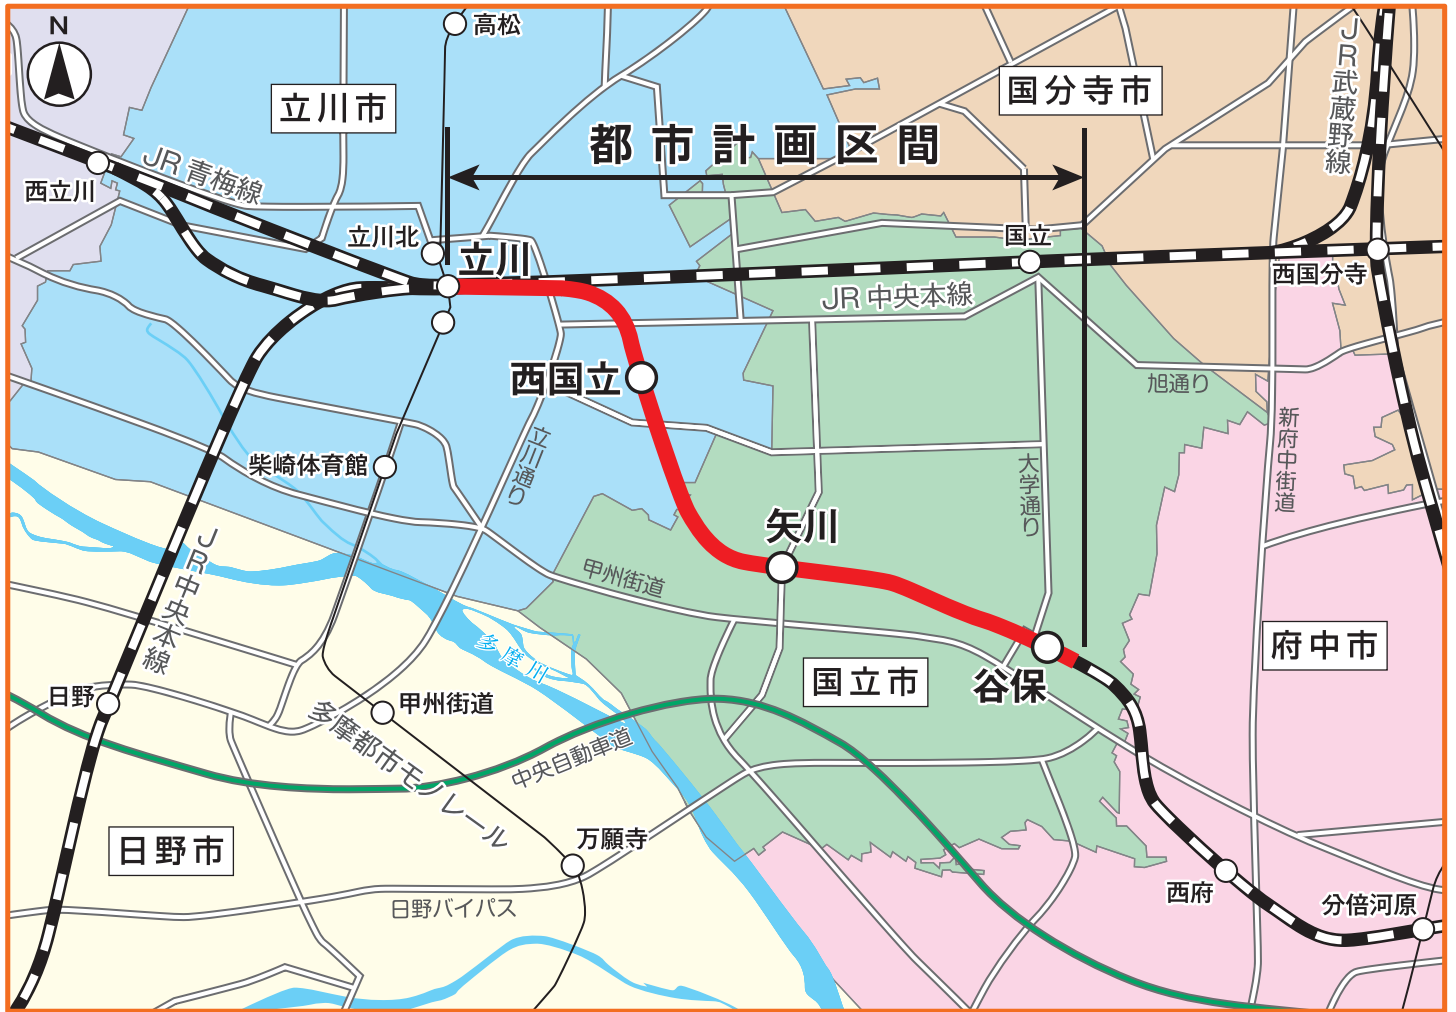 N
高松
立川市
国分寺市
JR武蔵野線
都市計画区間
西立川
JR青梅線
立川北
立川
国立
西国分寺
JR中央本線
西国立
旭通り
新府中街道
立川通り
大学通り
柴崎体育館
矢川
甲州街道
JR中央本線
多摩川
府中市
国立市
谷保
日野
甲州街道
多摩都市モノレール
中央自動車道
日野市
万願寺
日野バイパス
西府
分倍河原